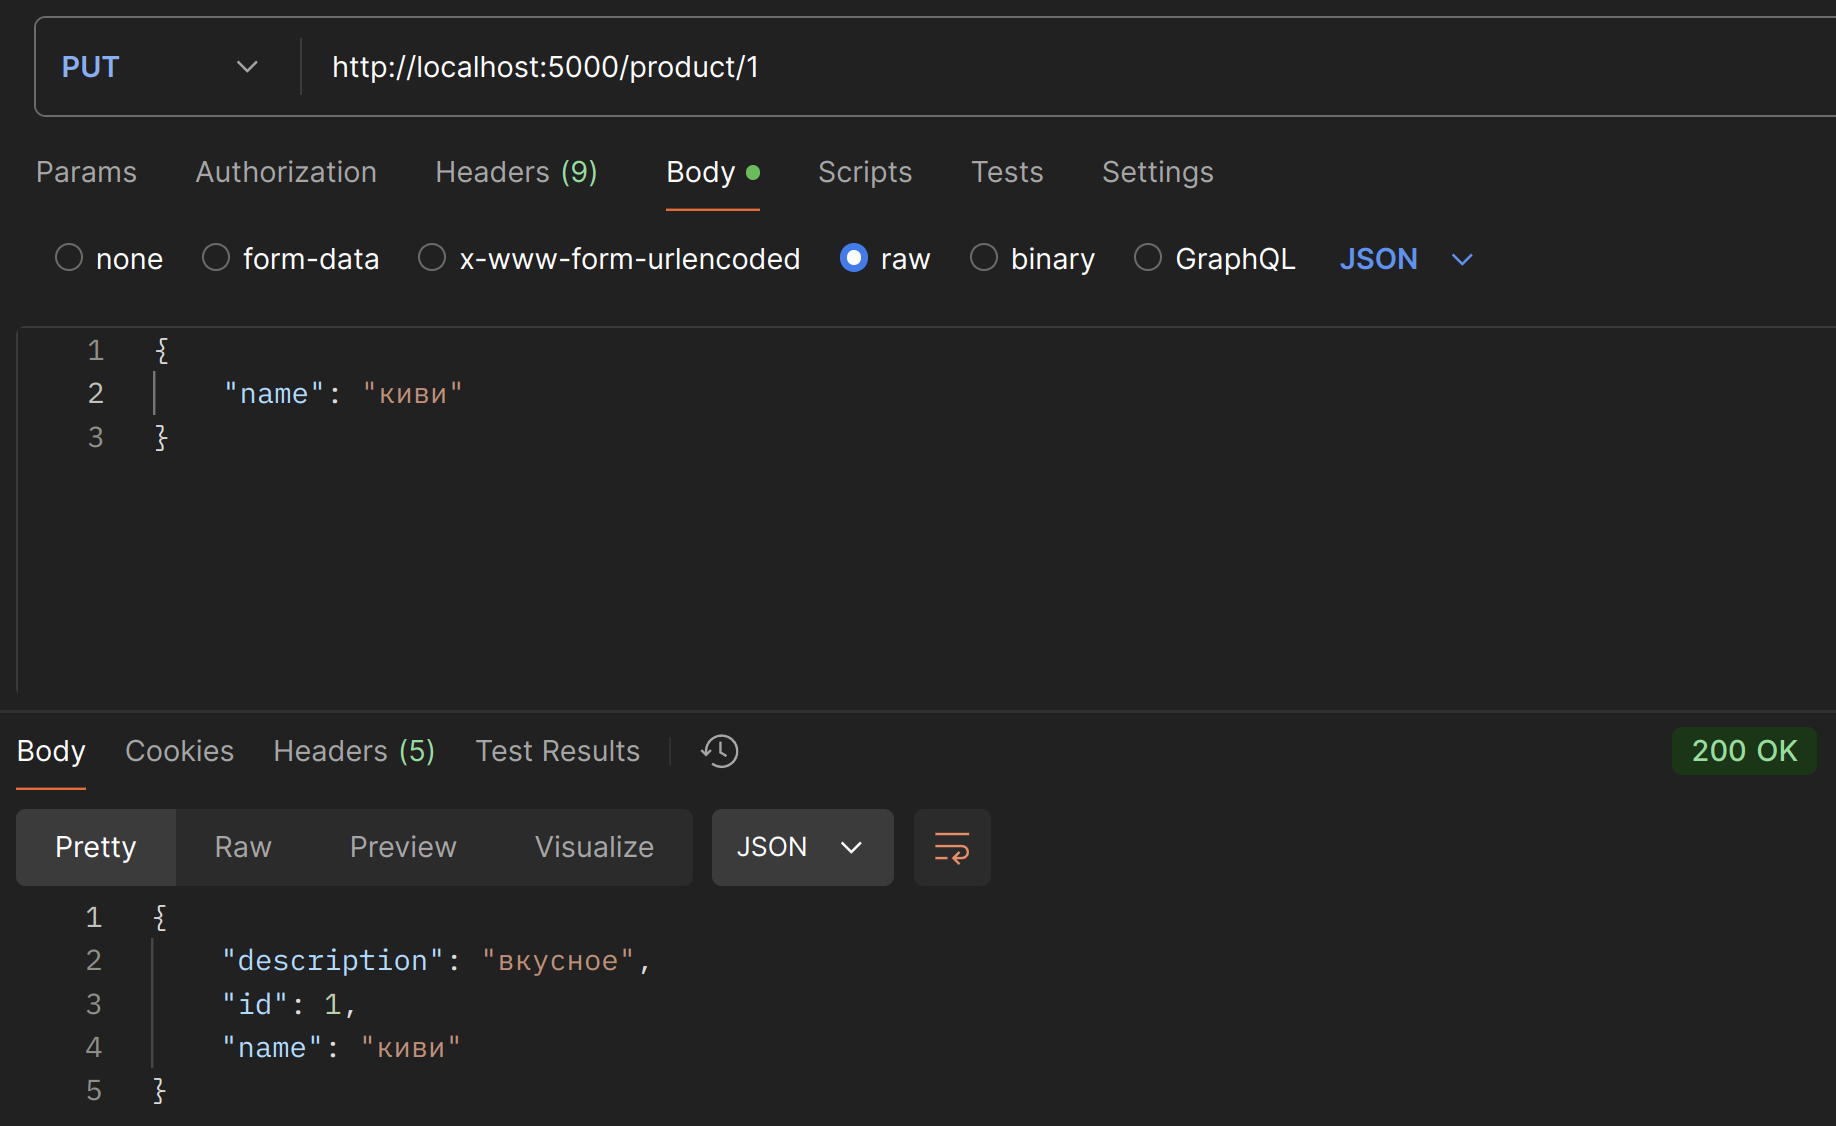 PUT http://localhost:5000/product/1
Params Authorization Headers (9) Body Scripts Tests Settings
none form-data x-www-form-urlencoded raw binary GraphQL JSON
1 {
2 "name": "киви"
3 }
Body Cookies Headers (5) Test Results 200 OK
Pretty Raw Preview Visualize JSON
1 {
2 "description": "вкусное",
3 "id": 1,
4 "name": "киви"
5 }